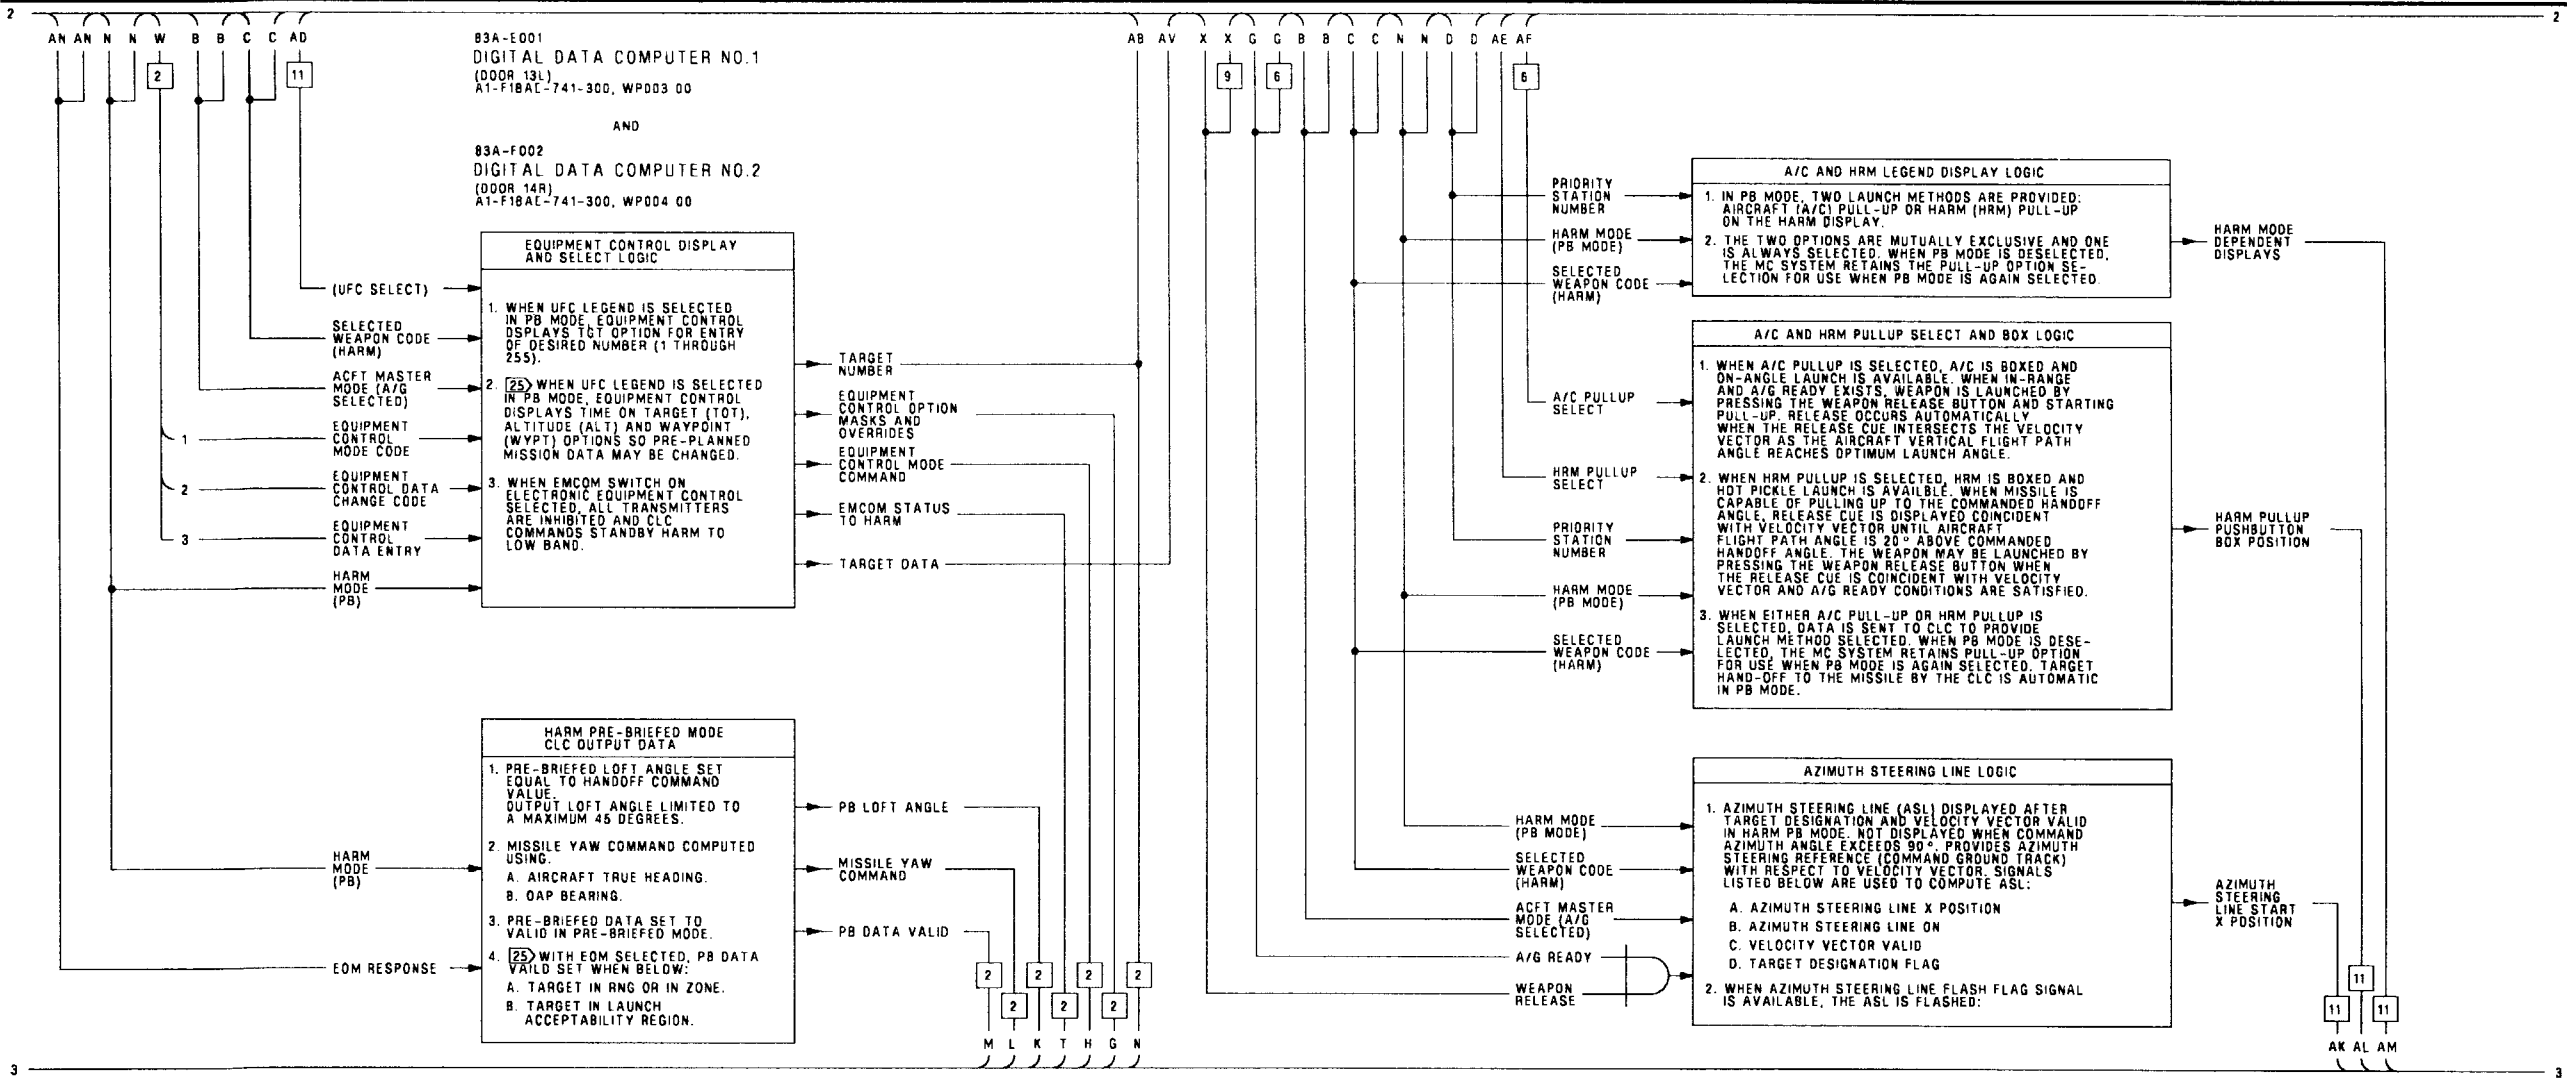 2
2
AN AN N N W B B C C AD
AB AV X X G G B B C C N N D D AE AF
2
11
9
6
6
83A-E001
DIGITAL DATA COMPUTER NO.1
(DOOR 13L)
A1-F18AC-741-300, WP003 00
AND
83A-F002
DIGITAL DATA COMPUTER NO.2
(DOOR 14R)
A1-F18AC-741-300, WP004 00
(UFC SELECT)
SELECTED
WEAPON CODE
(HARM)
ACFT MASTER
MODE (A/G
SELECTED)
1
EQUIPMENT
CONTROL
MODE CODE
2
EQUIPMENT
CONTROL DATA
CHANGE CODE
3
EQUIPMENT
CONTROL
DATA ENTRY
HARM
MODE
(PB)
EQUIPMENT CONTROL DISPLAY
AND SELECT LOGIC
1. WHEN UFC LEGEND IS SELECTED
IN PB MODE, EQUIPMENT CONTROL
DSPLAYS TGT OPTION FOR ENTRY
OF DESIRED NUMBER (1 THROUGH
255).
2. 25 WHEN UFC LEGEND IS SELECTED
IN PB MODE, EQUIPMENT CONTROL
DISPLAYS TIME ON TARGET (TOT),
ALTITUDE (ALT) AND WAYPOINT
(WYPT) OPTIONS SO PRE-PLANNED
MISSION DATA MAY BE CHANGED.
3. WHEN EMCOM SWITCH ON
ELECTRONIC EQUIPMENT CONTROL
SELECTED, ALL TRANSMITTERS
ARE INHIBITED AND CLC
COMMANDS STANDBY HARM TO
LOW BAND.
TARGET
NUMBER
EQUIPMENT
CONTROL OPTION
MASKS AND
OVERRIDES
EQUIPMENT
CONTROL MODE
COMMAND
EMCOM STATUS
TO HARM
TARGET DATA
HARM
MODE
(PB)
EOM RESPONSE
HARM PRE-BRIEFED MODE
CLC OUTPUT DATA
1. PRE-BRIEFED LOFT ANGLE SET
EQUAL TO HANDOFF COMMAND
VALUE.
OUTPUT LOFT ANGLE LIMITED TO
A MAXIMUM 45 DEGREES.
2. MISSILE YAW COMMAND COMPUTED
USING.
A. AIRCRAFT TRUE HEADING.
B. OAP BEARING.
3. PRE-BRIEFED DATA SET TO
VALID IN PRE-BRIEFED MODE.
4. 25 WITH EOM SELECTED, PB DATA
VAILD SET WHEN BELOW:
A. TARGET IN RNG OR IN ZONE.
B. TARGET IN LAUNCH
ACCEPTABILITY REGION.
PB LOFT ANGLE
MISSILE YAW
COMMAND
PB DATA VALID
2
2
2
2
2
2
2
M L K T H G N
PRIORITY
STATION
NUMBER
HARM MODE
(PB MODE)
SELECTED
WEAPON CODE
(HARM)
A/C AND HRM LEGEND DISPLAY LOGIC
1. IN PB MODE, TWO LAUNCH METHODS ARE PROVIDED:
AIRCRAFT (A/C) PULL-UP OR HARM (HRM) PULL-UP
ON THE HARM DISPLAY.
2. THE TWO OPTIONS ARE MUTUALLY EXCLUSIVE AND ONE
IS ALWAYS SELECTED. WHEN PB MODE IS DESELECTED,
THE MC SYSTEM RETAINS THE PULL-UP OPTION SE-
LECTION FOR USE WHEN PB MODE IS AGAIN SELECTED.
HARM MODE
DEPENDENT
DISPLAYS
A/C PULLUP
SELECT
HRM PULLUP
SELECT
PRIORITY
STATION
NUMBER
HARM MODE
(PB MODE)
SELECTED
WEAPON CODE
(HARM)
A/C AND HRM PULLUP SELECT AND BOX LOGIC
1. WHEN A/C PULLUP IS SELECTED, A/C IS BOXED AND
ON-ANGLE LAUNCH IS AVAILABLE. WHEN IN-RANGE
AND A/G READY EXISTS, WEAPON IS LAUNCHED BY
PRESSING THE WEAPON RELEASE BUTTON AND STARTING
PULL-UP. RELEASE OCCURS AUTOMATICALLY
WHEN THE RELEASE CUE INTERSECTS THE VELOCITY
VECTOR AS THE AIRCRAFT VERTICAL FLIGHT PATH
ANGLE REACHES OPTIMUM LAUNCH ANGLE.
2. WHEN HRM PULLUP IS SELECTED, HRM IS BOXED AND
HOT PICKLE LAUNCH IS AVAILBLE. WHEN MISSILE IS
CAPABLE OF PULLING UP TO THE COMMANDED HANDOFF
ANGLE, RELEASE CUE IS DISPLAYED COINCIDENT
WITH VELOCITY VECTOR UNTIL AIRCRAFT
FLIGHT PATH ANGLE IS 20° ABOVE COMMANDED
HANDOFF ANGLE. THE WEAPON MAY BE LAUNCHED BY
PRESSING THE WEAPON RELEASE BUTTON WHEN
THE RELEASE CUE IS COINCIDENT WITH VELOCITY
VECTOR AND A/G READY CONDITIONS ARE SATISFIED.
3. WHEN EITHER A/C PULL-UP OR HRM PULLUP IS
SELECTED, DATA IS SENT TO CLC TO PROVIDE
LAUNCH METHOD SELECTED. WHEN PB MODE IS DESE-
LECTED, THE MC SYSTEM RETAINS PULL-UP OPTION
FOR USE WHEN PB MODE IS AGAIN SELECTED. TARGET
HAND-OFF TO THE MISSILE BY THE CLC IS AUTOMATIC
IN PB MODE.
HARM PULLUP
PUSHBUTTON
BOX POSITION
HARM MODE
(PB MODE)
SELECTED
WEAPON CODE
(HARM)
ACFT MASTER
MODE (A/G
SELECTED)
A/G READY
WEAPON
RELEASE
AZIMUTH STEERING LINE LOGIC
1. AZIMUTH STEERING LINE (ASL) DISPLAYED AFTER
TARGET DESIGNATION AND VELOCITY VECTOR VALID
IN HARM PB MODE. NOT DISPLAYED WHEN COMMAND
AZIMUTH ANGLE EXCEEDS 90°. PROVIDES AZIMUTH
STEERING REFERENCE (COMMAND GROUND TRACK)
WITH RESPECT TO VELOCITY VECTOR. SIGNALS
LISTED BELOW ARE USED TO COMPUTE ASL:
A. AZIMUTH STEERING LINE X POSITION
B. AZIMUTH STEERING LINE ON
C. VELOCITY VECTOR VALID
D. TARGET DESIGNATION FLAG
2. WHEN AZIMUTH STEERING LINE FLASH FLAG SIGNAL
IS AVAILABLE, THE ASL IS FLASHED:
AZIMUTH
STEERING
LINE START
X POSITION
11
11
11
AK AL AM
3
3